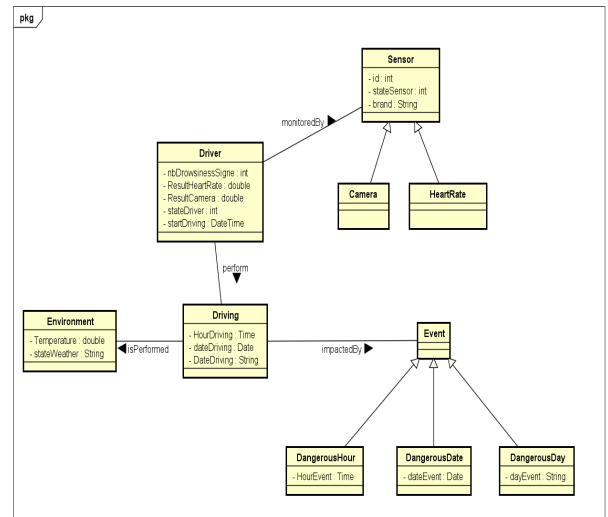 pkg
Sensor
- id : int
- stateSensor : int
- brand : String
monitoredBy
Driver
- nbDrowsinessSigne : int
- ResultHeartRate : double
- ResultCamera : double
- stateDriver : int
- startDriving : DateTime
Camera
HeartRate
perform
Environment
- Temperature : double
- stateWeather : String
isPerformed
Driving
- HourDriving : Time
- dateDriving : Date
- DateDriving : String
impactedBy
Event
DangerousHour
- HourEvent : Time
DangerousDate
- dateEvent : Date
DangerousDay
- dayEvent : String